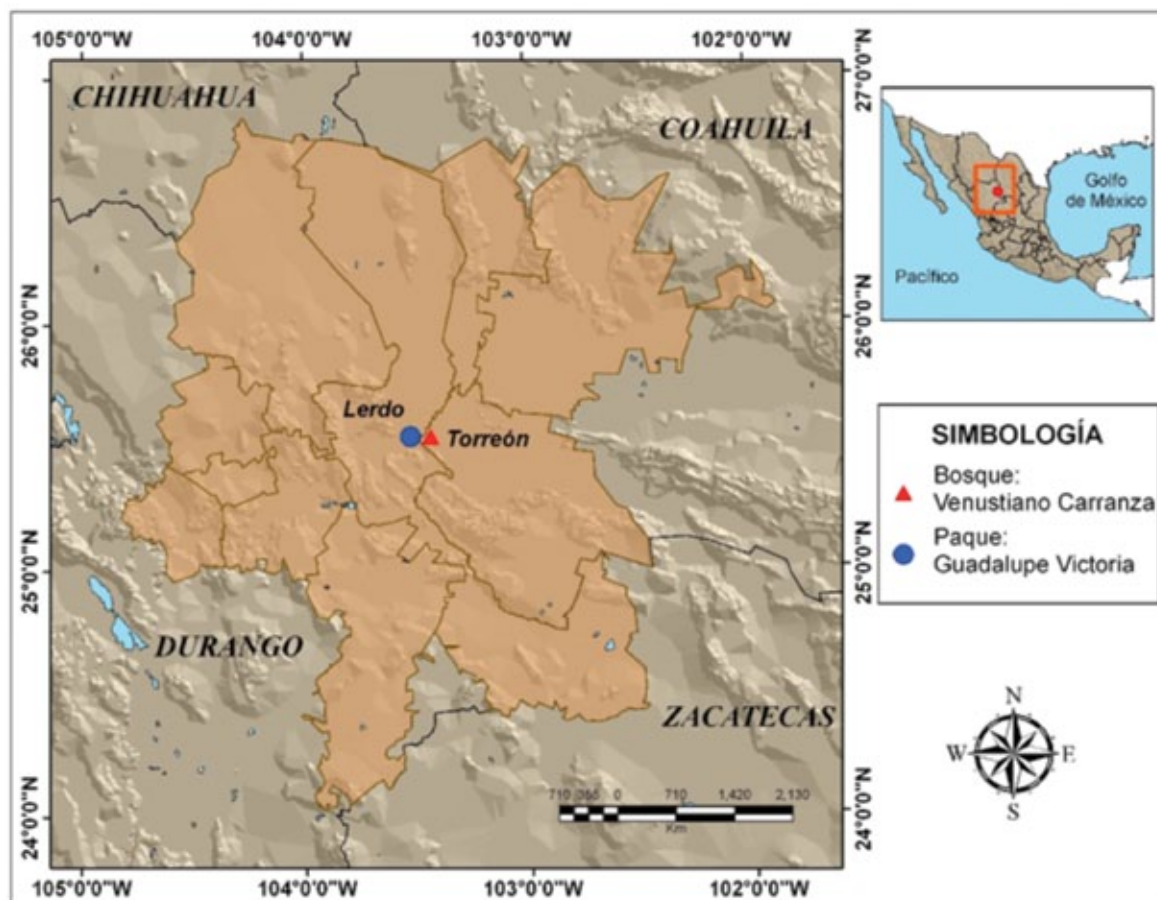 105°0'0"W 104°0'0"W 103°0'0"W 102°0'0"W
CHIHUAHUA
COAHUILA
27°0'0"N
26°0'0"N
26°0'0"N
Lerdo
Torreón
25°0'0"N
25°0'0"N
DURANGO
ZACATECAS
24°0'0"N
24°0'0"N
710 355 0 710 1,420 2,130
Km
105°0'0"W 104°0'0"W 103°0'0"W 102°0'0"W
Golfo
de México
Pacífico
SIMBOLOGÍA
Bosque:
Venustiano Carranza
Paque:
Guadalupe Victoria
N
W E
S